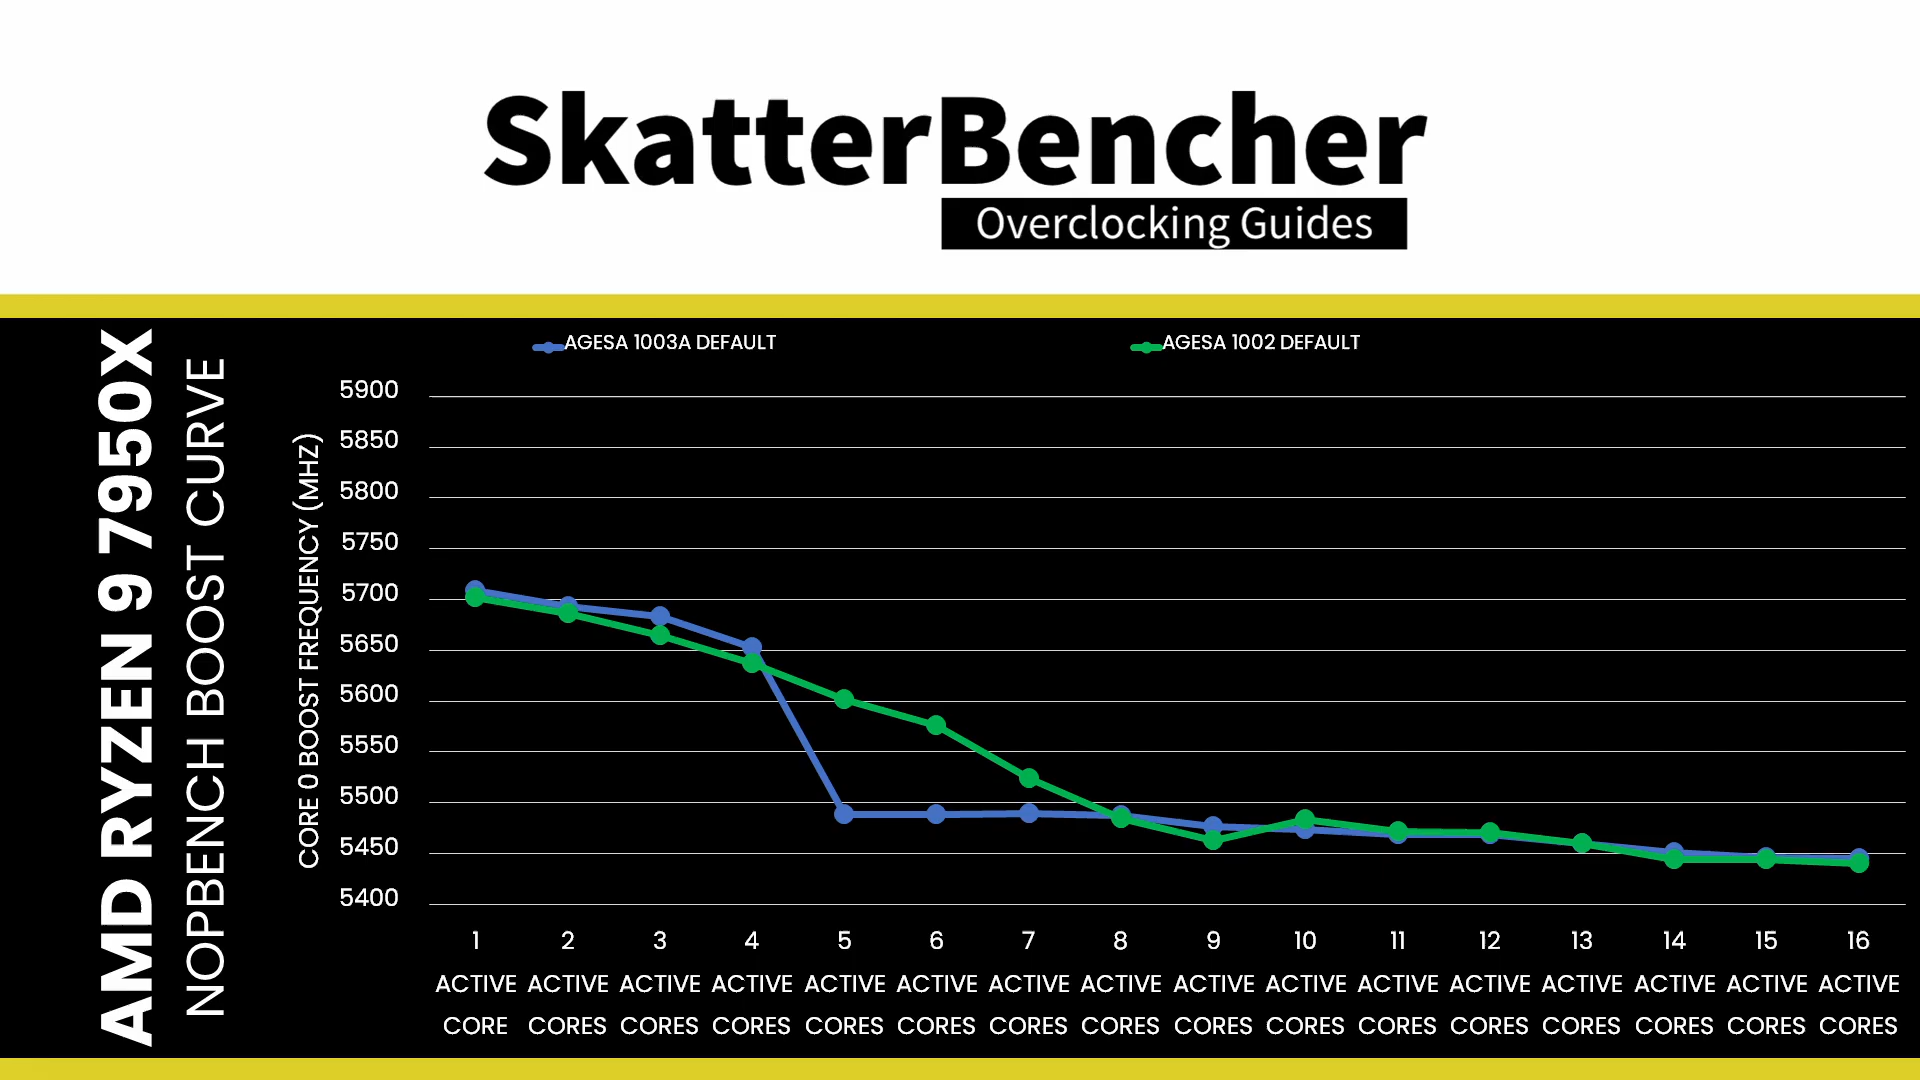 SkatterBencher
Overclocking Guides
AMD RYZEN 9 7950X
NOPBENCH BOOST CURVE
AGESA 1003A DEFAULT
AGESA 1002 DEFAULT
CORE 0 BOOST FREQUENCY (MHZ)
5900
5850
5800
5750
5700
5650
5600
5550
5500
5450
5400
1 2 3 4 5 6 7 8 9 10 11 12 13 14 15 16
ACTIVE ACTIVE ACTIVE ACTIVE ACTIVE ACTIVE ACTIVE ACTIVE ACTIVE ACTIVE ACTIVE ACTIVE ACTIVE ACTIVE ACTIVE ACTIVE
CORE CORES CORES CORES CORES CORES CORES CORES CORES CORES CORES CORES CORES CORES CORES CORES